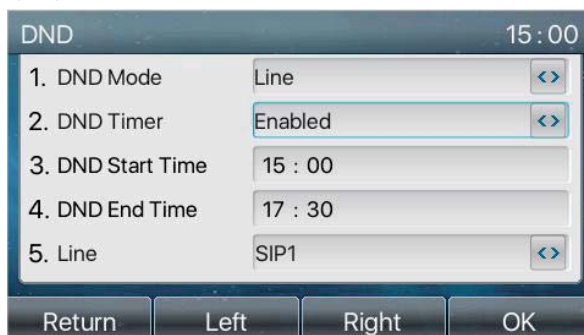 DND 15:00
1. DND Mode Line
2. DND Timer Enabled
3. DND Start Time 15 : 00
4. DND End Time 17 : 30
5. Line SIP1
Return Left Right OK